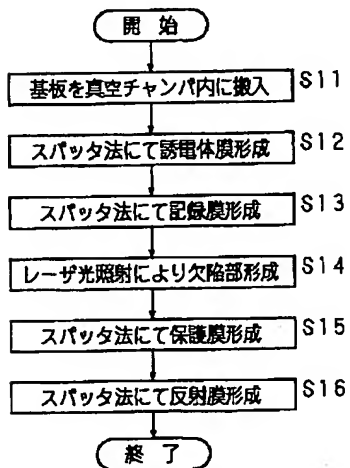 開 始
基板を真空チャンバ内に搬入 S11
スパッタ法にて誘電体膜形成 S12
スパッタ法にて記録膜形成 S13
レーザ光照射により欠陥部形成 S14
スパッタ法にて保護膜形成 S15
スパッタ法にて反射膜形成 S16
終 了